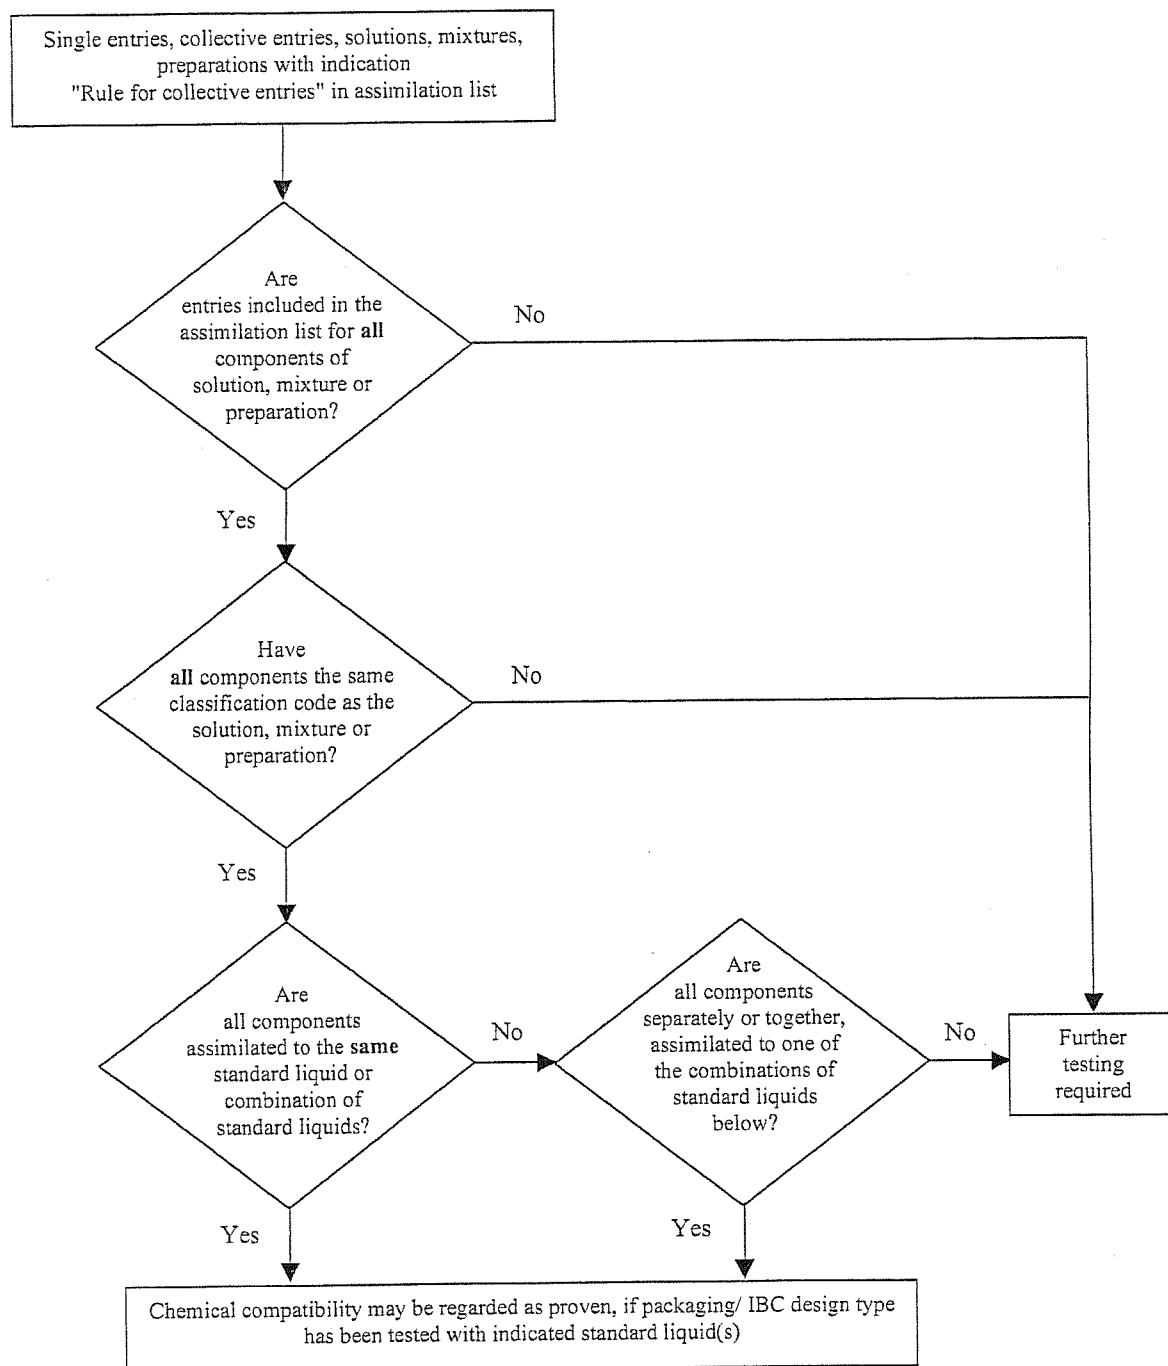 Single entries, collective entries, solutions, mixtures,
preparations with indication
"Rule for collective entries" in assimilation list
Are
entries included in the
assimilation list for all
components of
solution, mixture or
preparation?
No
Yes
Have
all components the same
classification code as the
solution, mixture or
preparation?
No
Yes
Are
all components
assimilated to the same
standard liquid or
combination of
standard liquids?
No
Are
all components
separately or together,
assimilated to one of
the combinations of
standard liquids
below?
No
Further
testing
required
Yes
Yes
Chemical compatibility may be regarded as proven, if packaging/ IBC design type
has been tested with indicated standard liquid(s)